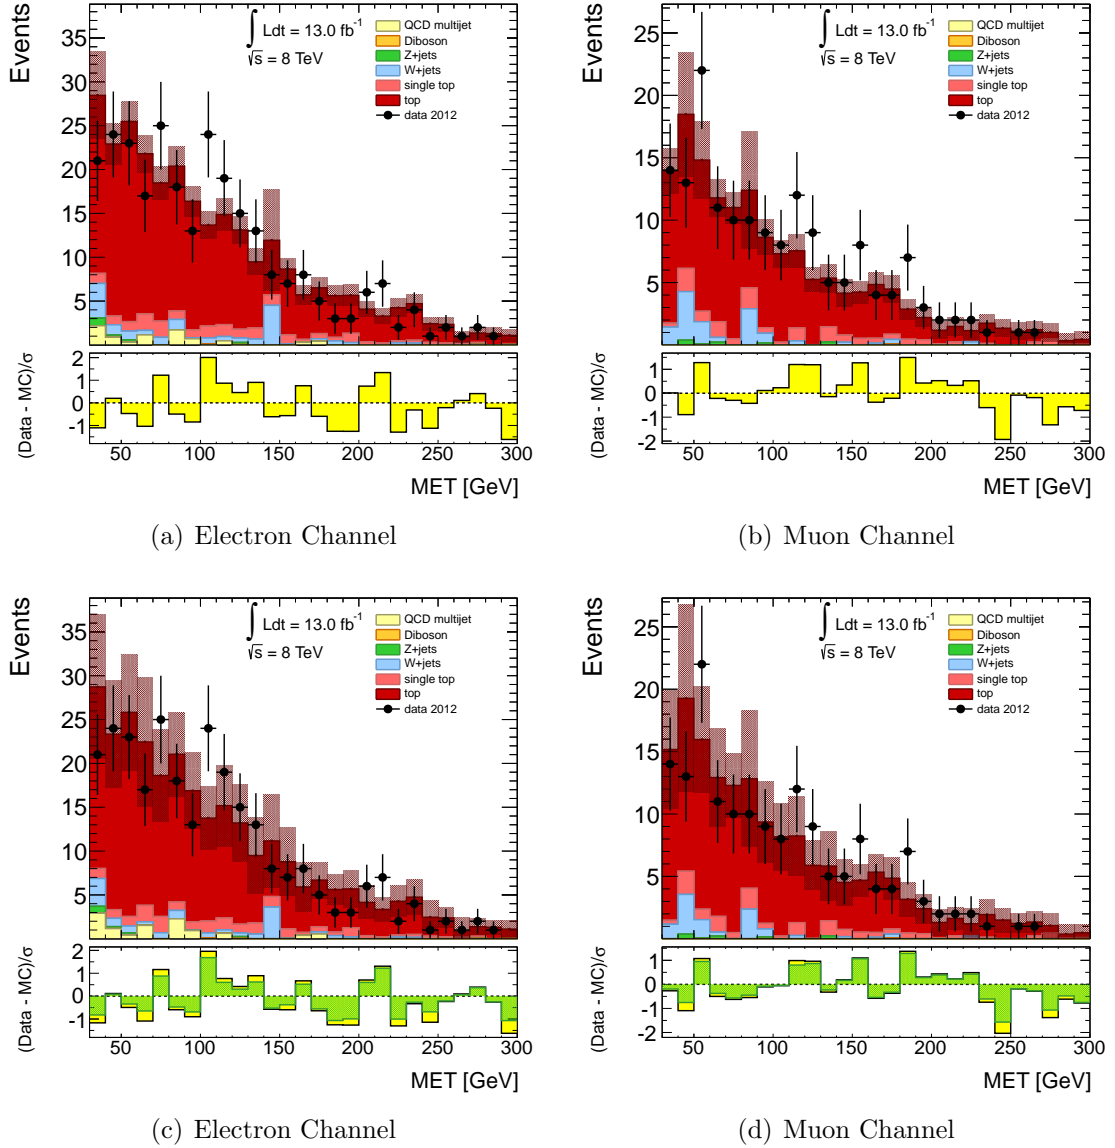 Events
35
30
25
20
15
10
5
∫ Ldt = 13.0 fb⁻¹
√s = 8 TeV
QCD multijet
Diboson
Z+jets
W+jets
single top
top
data 2012
(Data - MC)/σ
2
1
0
-1
50 100 150 200 250 300
MET [GeV]
(a) Electron Channel
Events
25
20
15
10
5
∫ Ldt = 13.0 fb⁻¹
√s = 8 TeV
QCD multijet
Diboson
Z+jets
W+jets
single top
top
data 2012
(Data - MC)/σ
1
0
-1
-2
50 100 150 200 250 300
MET [GeV]
(b) Muon Channel
Events
35
30
25
20
15
10
5
∫ Ldt = 13.0 fb⁻¹
√s = 8 TeV
QCD multijet
Diboson
Z+jets
W+jets
single top
top
data 2012
(Data - MC)/σ
2
1
0
-1
50 100 150 200 250 300
MET [GeV]
(c) Electron Channel
Events
25
20
15
10
5
∫ Ldt = 13.0 fb⁻¹
√s = 8 TeV
QCD multijet
Diboson
Z+jets
W+jets
single top
top
data 2012
(Data - MC)/σ
1
0
-1
-2
50 100 150 200 250 300
MET [GeV]
(d) Muon Channel